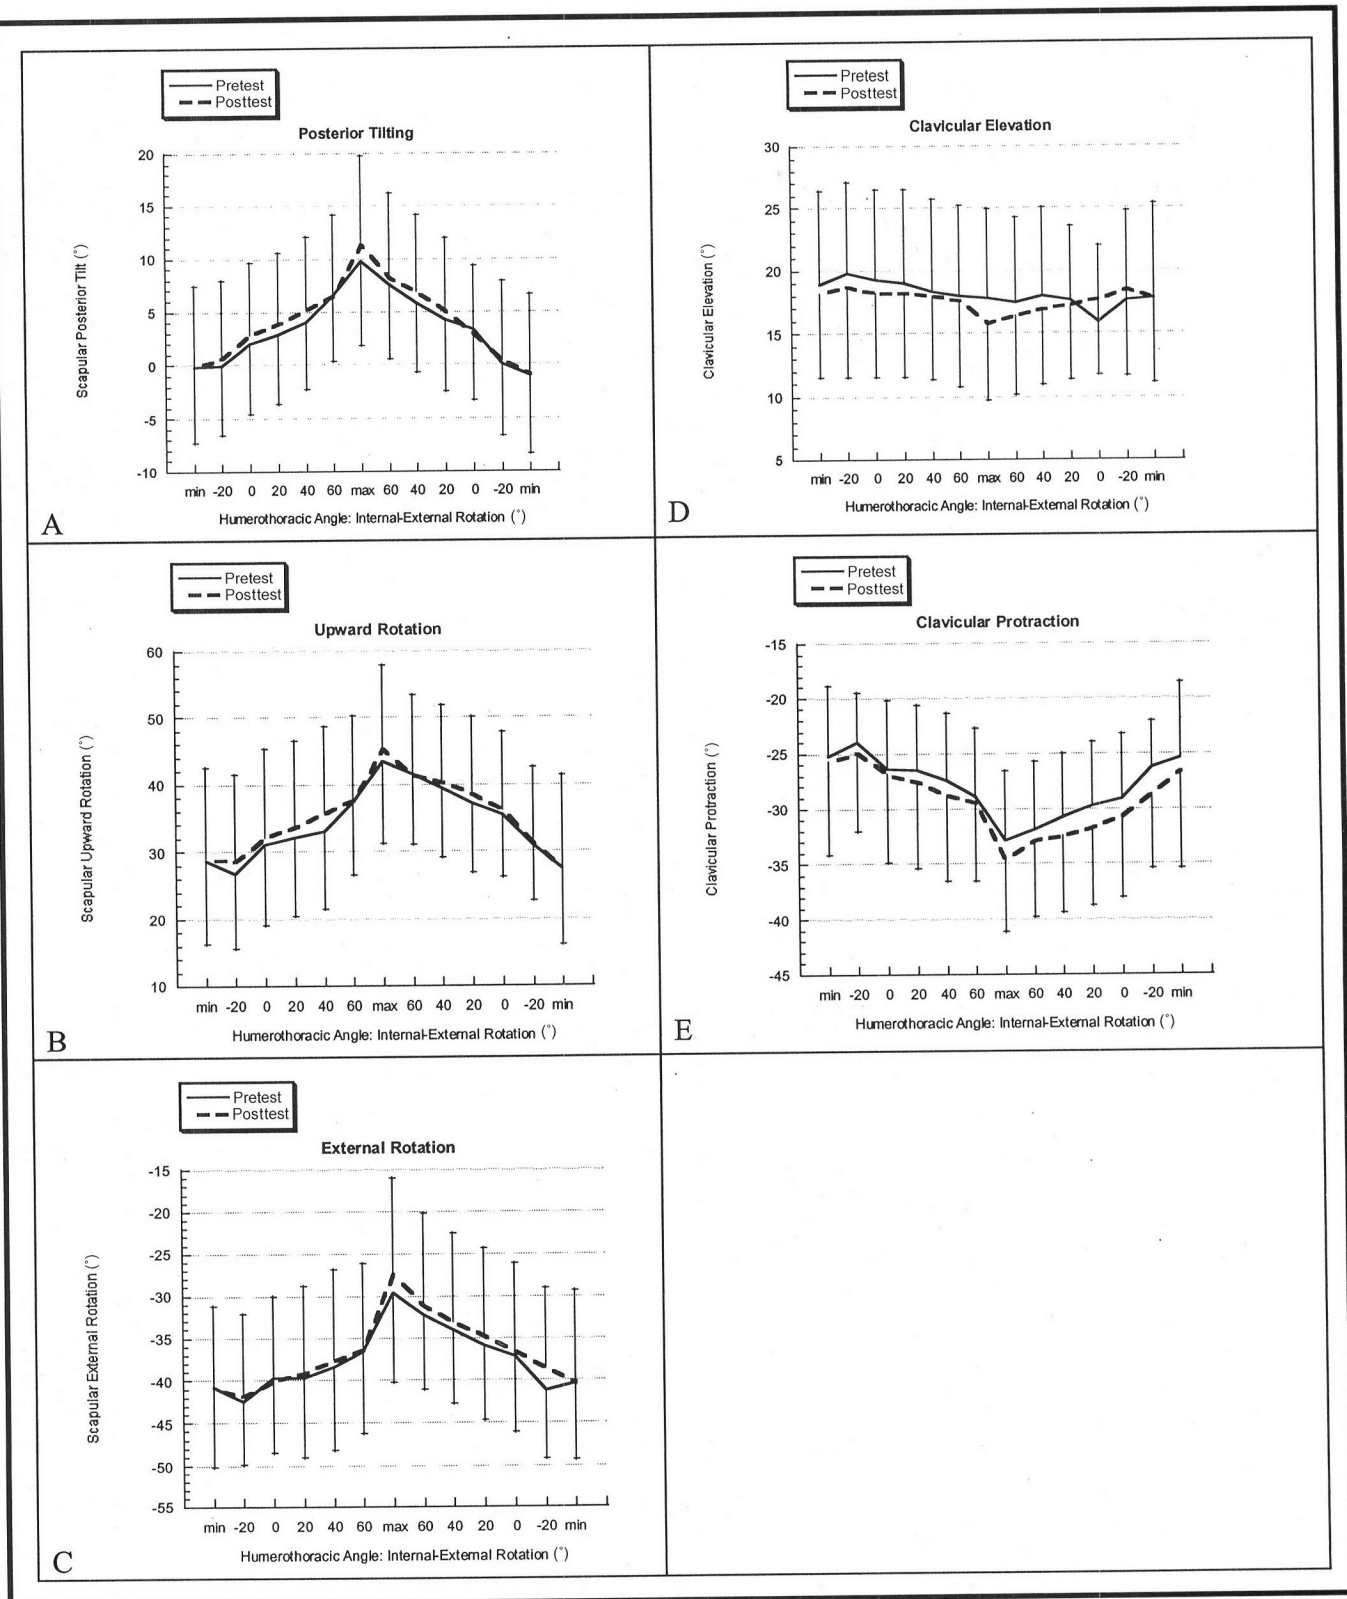 Pretest
Posttest
Posterior Tilting
20
15
10
5
0
-5
-10
Scapular Posterior Tilt (°)
min -20 0 20 40 60 max 60 40 20 0 -20 min
Humerothoracic Angle: Internal-External Rotation (°)
A
Pretest
Posttest
Clavicular Elevation
30
25
20
15
10
5
Clavicular Elevation (°)
min -20 0 20 40 60 max 60 40 20 0 -20 min
Humerothoracic Angle: Internal-External Rotation (°)
D
Pretest
Posttest
Upward Rotation
60
50
40
30
20
10
Scapular Upward Rotation (°)
min -20 0 20 40 60 max 60 40 20 0 -20 min
Humerothoracic Angle: Internal-External Rotation (°)
B
Pretest
Posttest
Clavicular Protraction
-15
-20
-25
-30
-35
-40
-45
Clavicular Protraction (°)
min -20 0 20 40 60 max 60 40 20 0 -20 min
Humerothoracic Angle: Internal-External Rotation (°)
E
Pretest
Posttest
External Rotation
-15
-20
-25
-30
-35
-40
-45
-50
-55
Scapular External Rotation (°)
min -20 0 20 40 60 max 60 40 20 0 -20 min
Humerothoracic Angle: Internal-External Rotation (°)
C